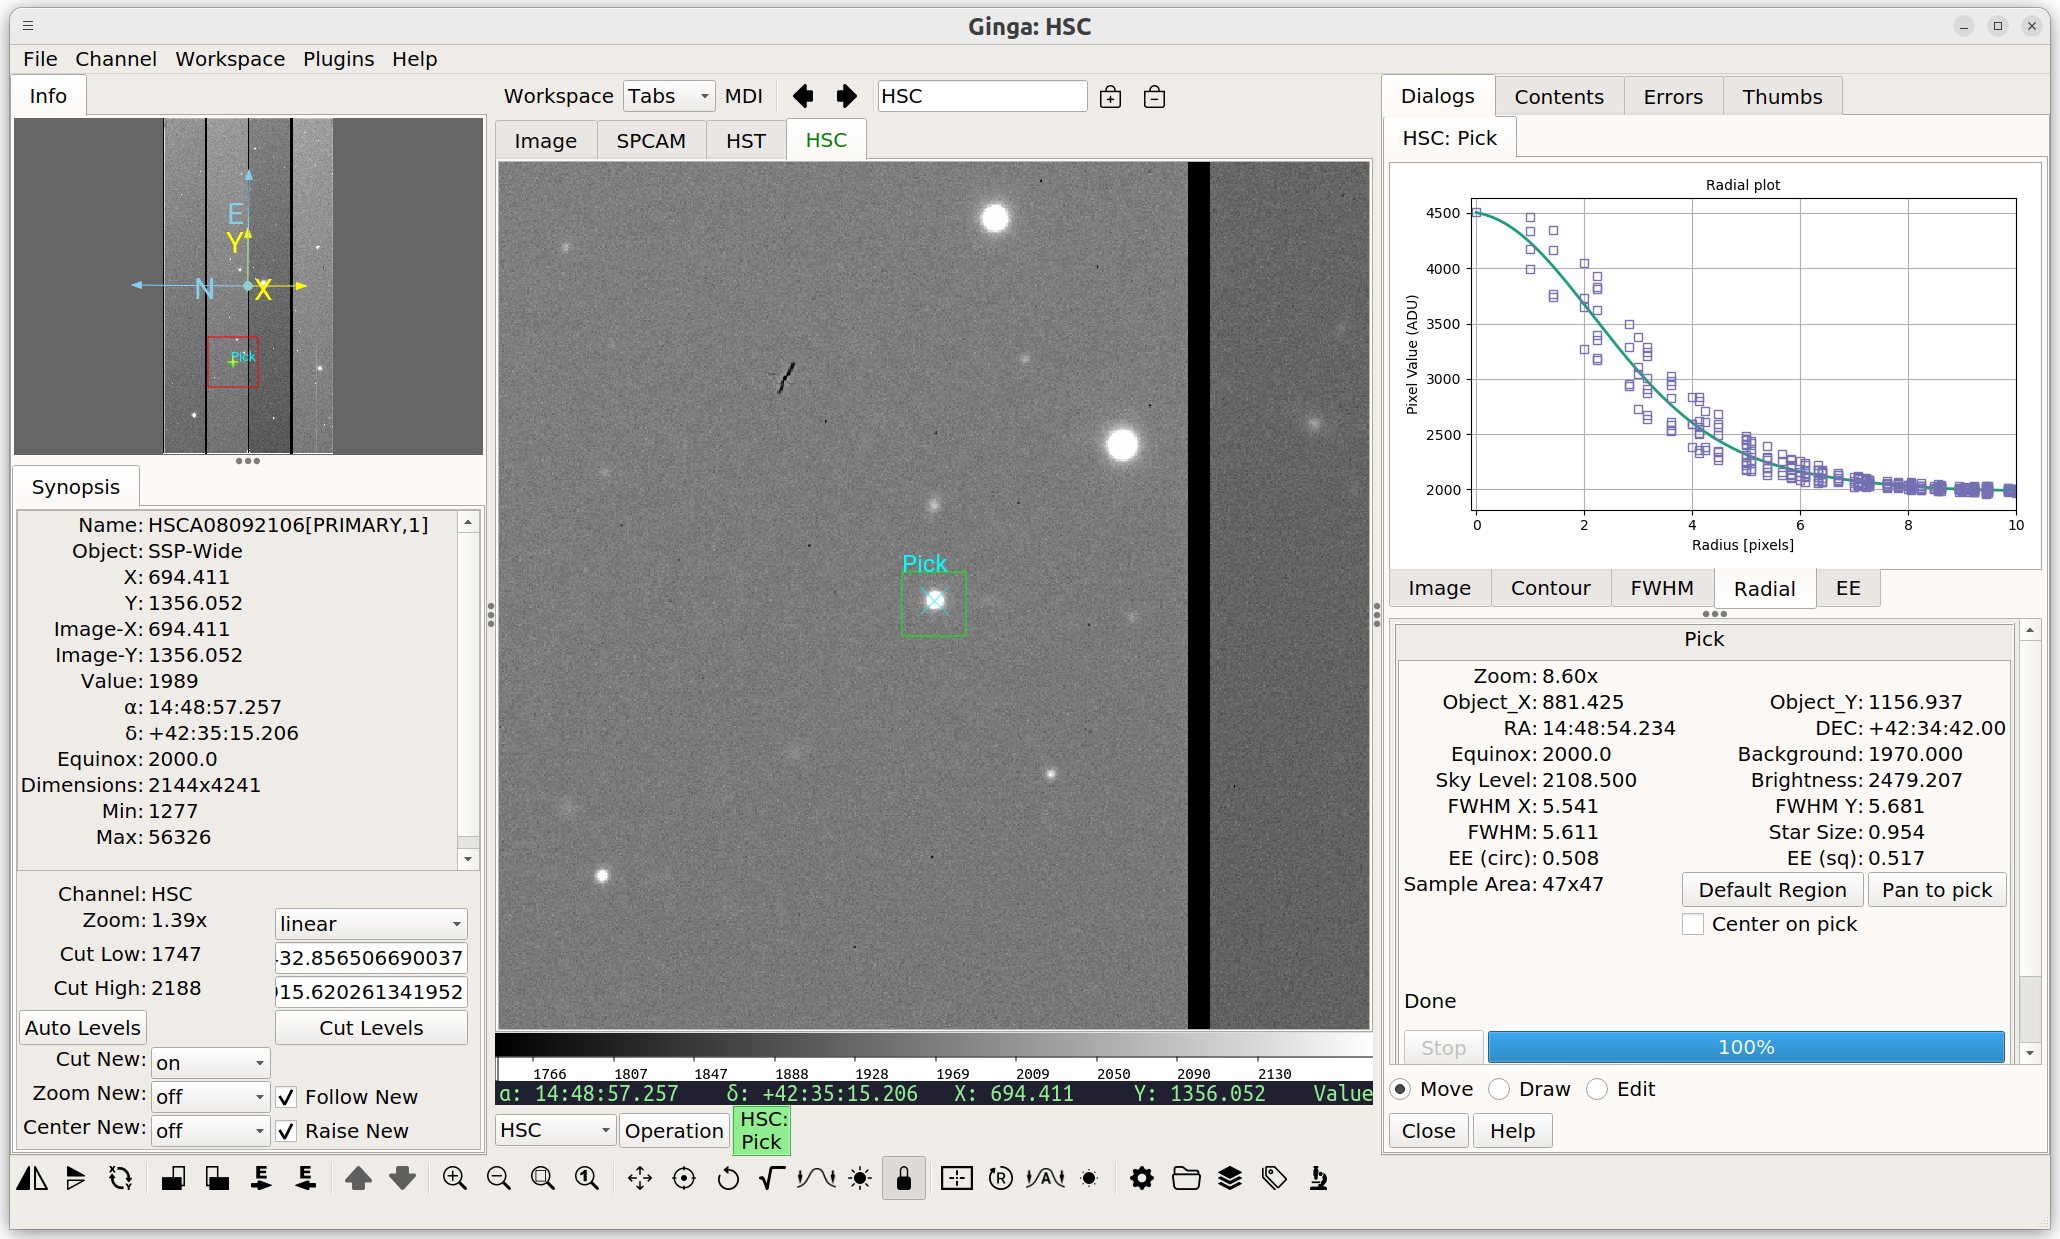 Ginga: HSC
File Channel Workspace Plugins Help
Info
E
Y
N
X
Pick
Synopsis
Name: HSCA08092106[PRIMARY,1]
Object: SSP-Wide
X: 694.411
Y: 1356.052
Image-X: 694.411
Image-Y: 1356.052
Value: 1989
α: 14:48:57.257
δ: +42:35:15.206
Equinox: 2000.0
Dimensions: 2144x4241
Min: 1277
Max: 56326
Channel: HSC
Zoom: 1.39x
linear
Cut Low: 1747
32.856506690037
Cut High: 2188
15.620261341952
Auto Levels
Cut Levels
Cut New: on
Zoom New: off
Follow New
Center New: off
Raise New
Workspace Tabs MDI HSC
Image SPCAM HST HSC
Pick
1766 1807 1847 1888 1928 1969 2009 2050 2090 2130
α: 14:48:57.257 δ: +42:35:15.206 X: 694.411 Y: 1356.052 Value
HSC Operation
HSC:
Pick
Dialogs Contents Errors Thumbs
HSC: Pick
Radial plot
Pixel Value (ADU)
4500
4000
3500
3000
2500
2000
0 2 4 6 8 10
Radius [pixels]
Image Contour FWHM Radial EE
Pick
Zoom: 8.60x
Object_X: 881.425 Object_Y: 1156.937
RA: 14:48:54.234 DEC: +42:34:42.00
Equinox: 2000.0 Background: 1970.000
Sky Level: 2108.500 Brightness: 2479.207
FWHM X: 5.541 FWHM Y: 5.681
FWHM: 5.611 Star Size: 0.954
EE (circ): 0.508 EE (sq): 0.517
Sample Area: 47x47 Default Region Pan to pick
Center on pick
Done
Stop 100%
Move Draw Edit
Close Help